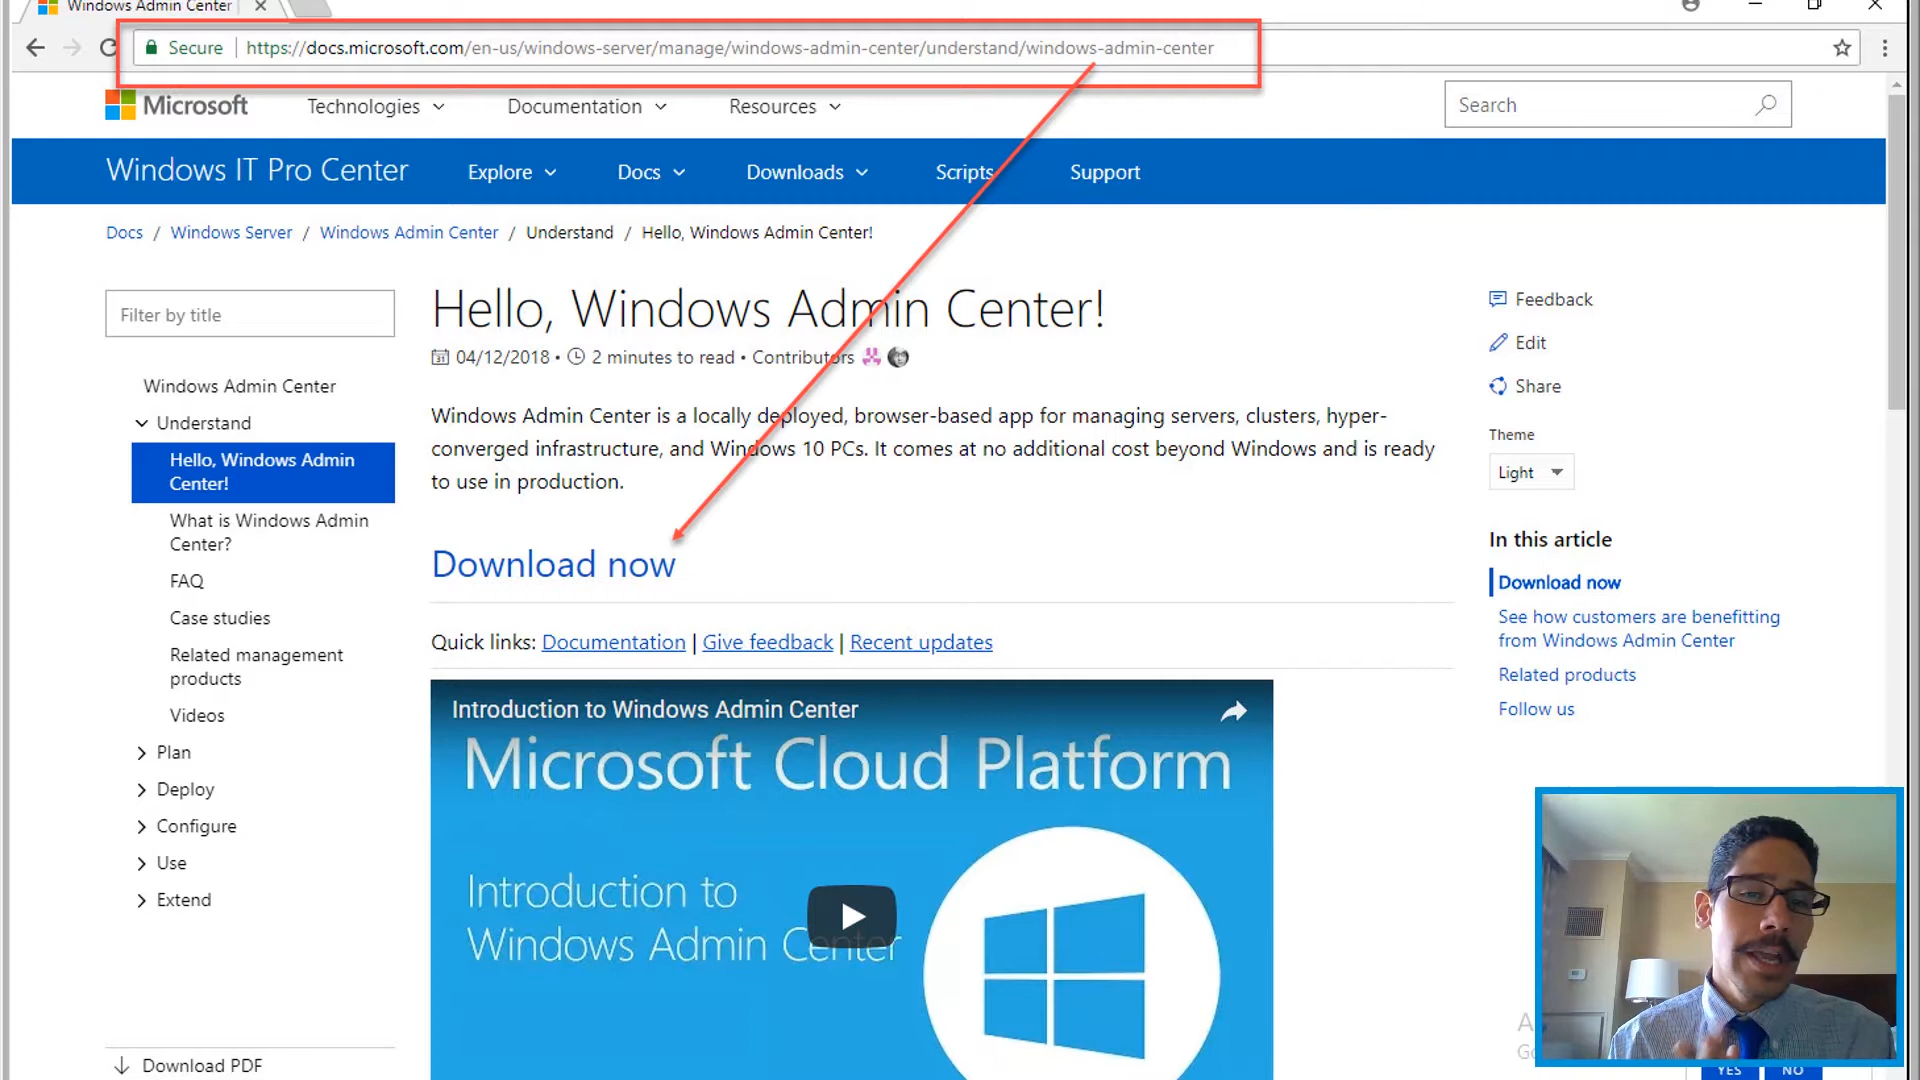 Windows Admin Center
Secure | https://docs.microsoft.com/en-us/windows-server/manage/windows-admin-center/understand/windows-admin-center
Microsoft Technologies Documentation Resources Search
Windows IT Pro Center Explore Docs Downloads Scripts Support
Docs / Windows Server / Windows Admin Center / Understand / Hello, Windows Admin Center!
Filter by title
Windows Admin Center
Understand
Hello, Windows Admin
Center!
What is Windows Admin
Center?
FAQ
Case studies
Related management
products
Videos
Plan
Deploy
Configure
Use
Extend
Download PDF
Hello, Windows Admin Center!
31 04/12/2018 • 2 minutes to read • Contributors
Windows Admin Center is a locally deployed, browser-based app for managing servers, clusters, hyper-
converged infrastructure, and Windows 10 PCs. It comes at no additional cost beyond Windows and is ready
to use in production.
Download now
Quick links: Documentation | Give feedback | Recent updates
Introduction to Windows Admin Center
Microsoft Cloud Platform
Introduction to
Windows Admin Center
Feedback
Edit
Share
Theme
Light
In this article
Download now
See how customers are benefitting
from Windows Admin Center
Related products
Follow us
YES NO